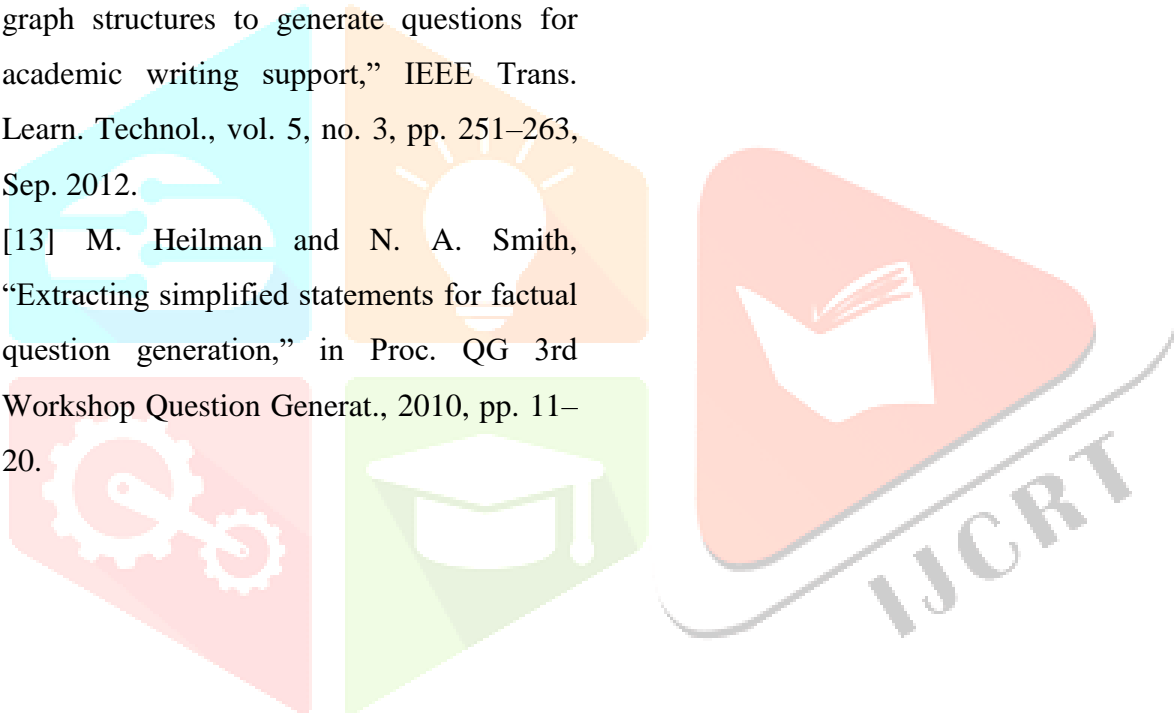 graph structures to generate questions for
academic writing support,” IEEE Trans.
Learn. Technol., vol. 5, no. 3, pp. 251–263,
Sep. 2012.
[13] M. Heilman and N. A. Smith,
“Extracting simplified statements for factual
question generation,” in Proc. QG 3rd
Workshop Question Generat., 2010, pp. 11–
20.
IJCRT